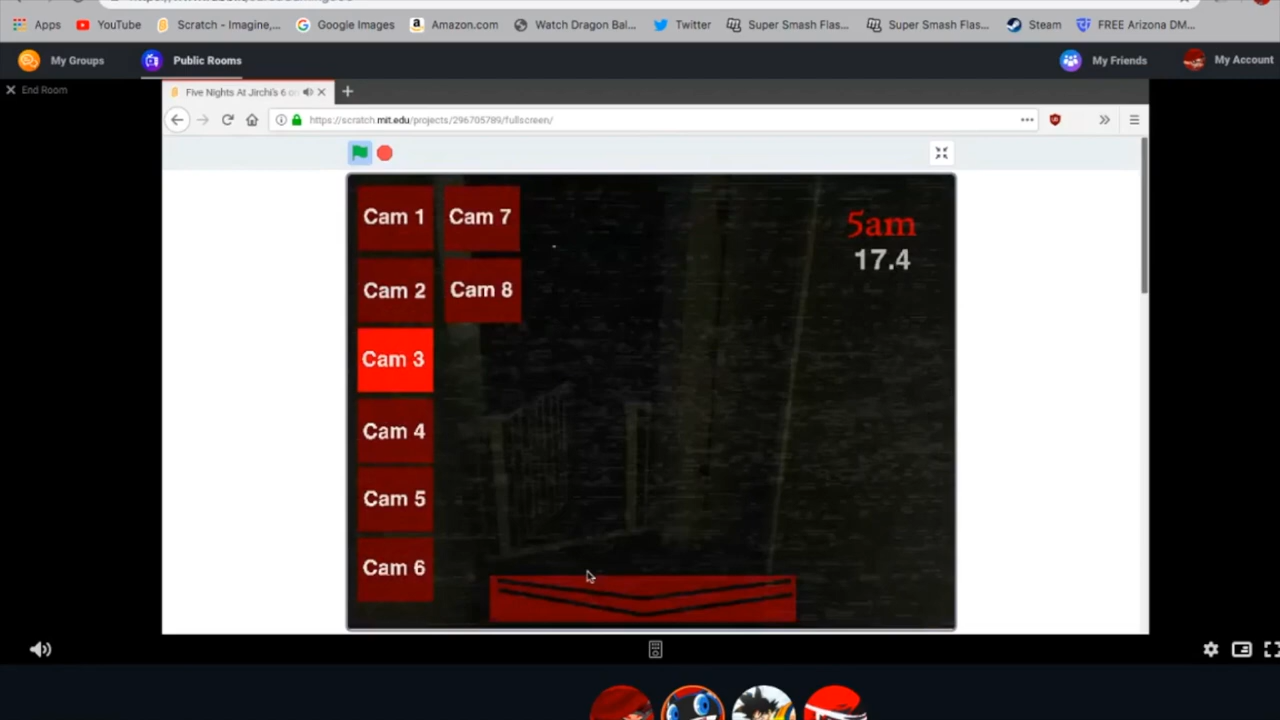 Apps YouTube Scratch - Imagine,... Google Images Amazon.com Watch Dragon Bal... Twitter Super Smash Flas... Super Smash Flas... Steam FREE Arizona DM...
My Groups Public Rooms My Friends My Account
End Room
Five Nights At Jirchi's 6 on
https://scratch.mit.edu/projects/296705789/fullscreen/
Cam 1 Cam 7
5am
17.4
Cam 2 Cam 8
Cam 3
Cam 4
Cam 5
Cam 6